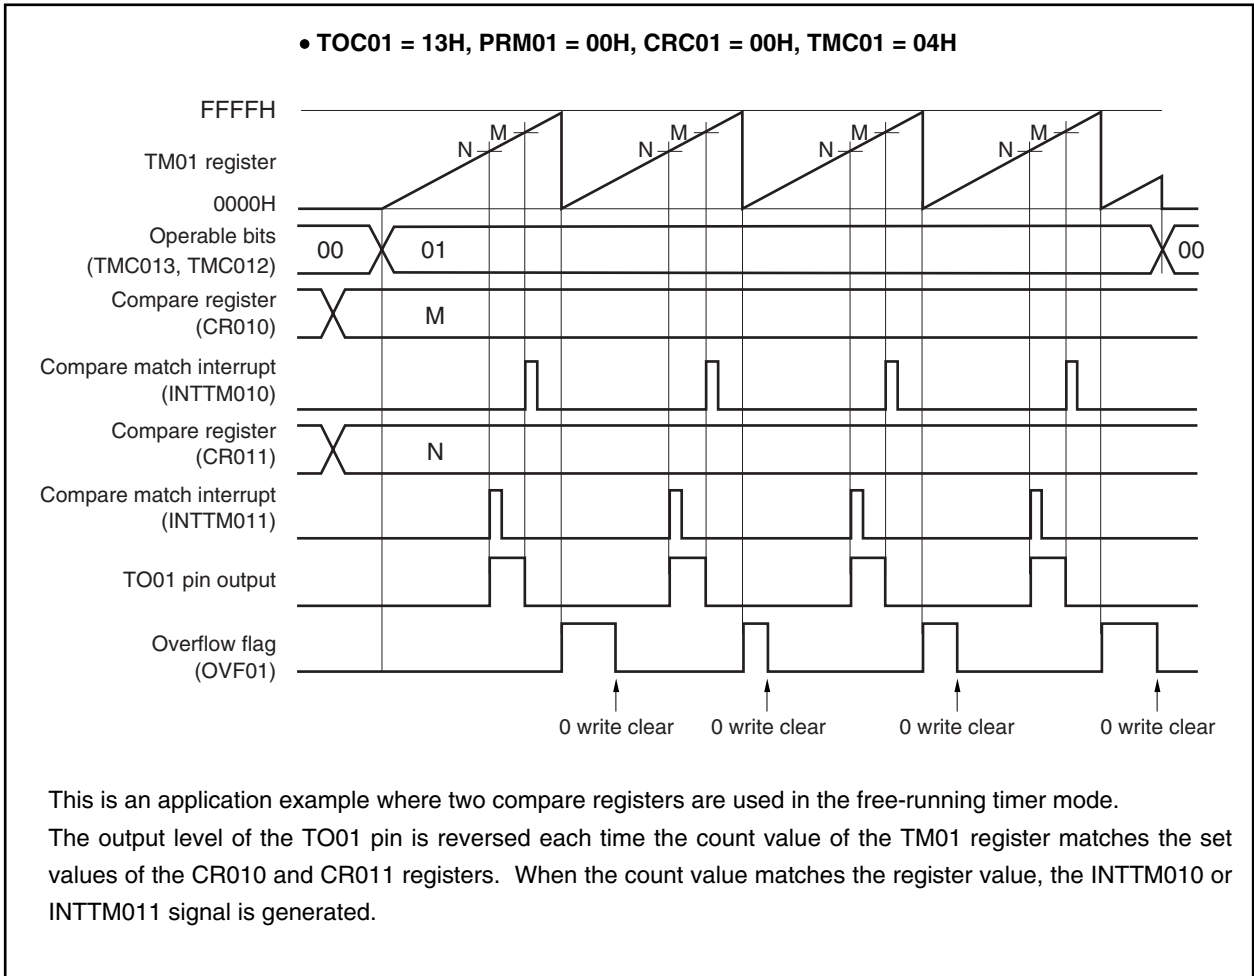 • TOC01 = 13H, PRM01 = 00H, CRC01 = 00H, TMC01 = 04H
FFFFH
TM01 register
0000H
M
N
M
N
M
N
M
N
Operable bits
(TMC013, TMC012)
00
01
00
Compare register
(CR010)
M
Compare match interrupt
(INTTM010)
Compare register
(CR011)
N
Compare match interrupt
(INTTM011)
TO01 pin output
Overflow flag
(OVF01)
0 write clear
0 write clear
0 write clear
0 write clear
This is an application example where two compare registers are used in the free-running timer mode.
The output level of the TO01 pin is reversed each time the count value of the TM01 register matches the set
values of the CR010 and CR011 registers. When the count value matches the register value, the INTTM010 or
INTTM011 signal is generated.